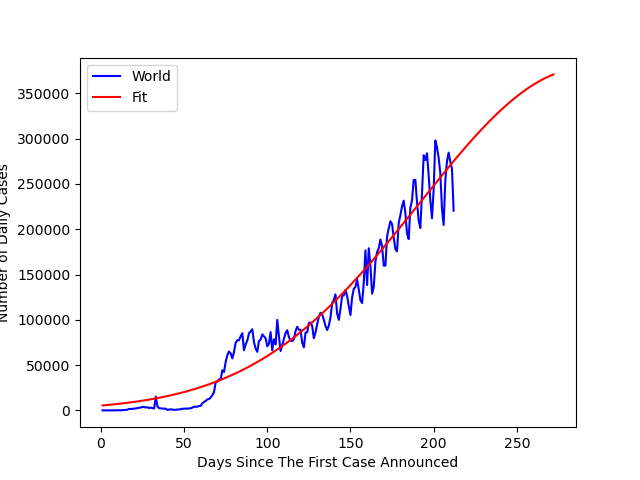 World
Fit
350000
300000
250000
200000
150000
100000
50000
0
Number of Daily Cases
0 50 100 150 200 250
Days Since The First Case Announced